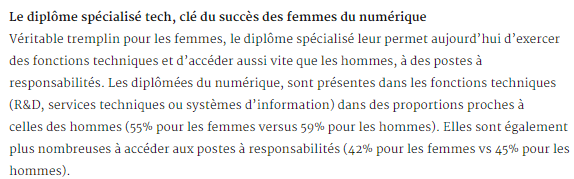 Le diplôme spécialisé tech, clé du succès des femmes du numérique
Véritable tremplin pour les femmes, le diplôme spécialisé leur permet aujourd’hui d’exercer
des fonctions techniques et d’accéder aussi vite que les hommes, à des postes à
responsabilités. Les diplômées du numérique, sont présentes dans les fonctions techniques
(R&D, services techniques ou systèmes d’information) dans des proportions proches à
celles des hommes (55% pour les femmes versus 59% pour les hommes). Elles sont également
plus nombreuses à accéder aux postes à responsabilités (42% pour les femmes vs 45% pour les
hommes).